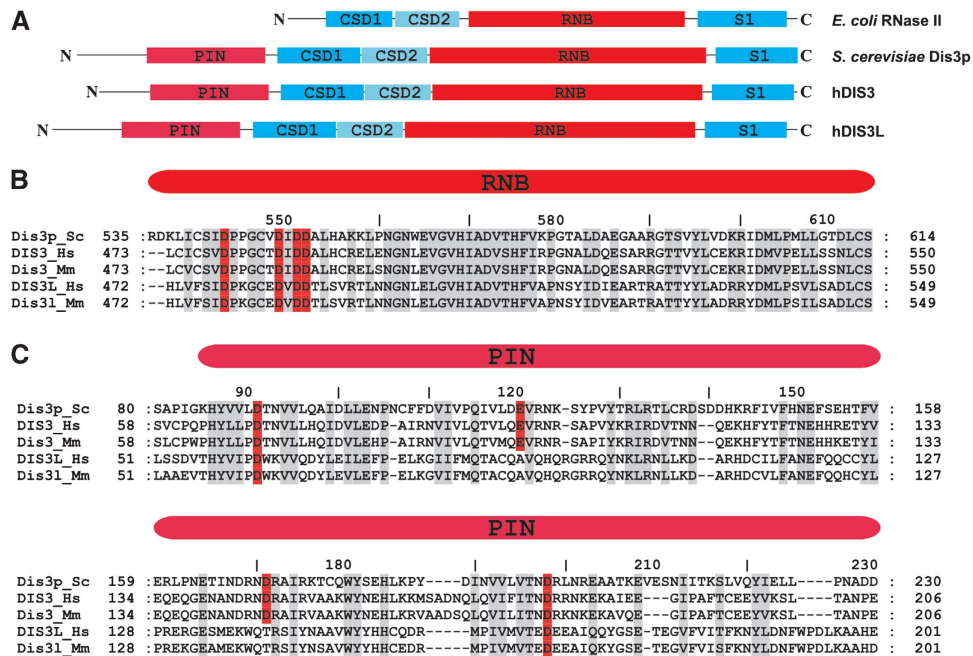 A
N CSD1 CSD2 RNB S1 C E. coli RNase II
N PIN CSD1 CSD2 RNB S1 C S. cerevisiae Dis3p
N PIN CSD1 CSD2 RNB S1 C hDIS3
N PIN CSD1 CSD2 RNB S1 C hDIS3L
B
RNB
550 580 610
Dis3p_Sc 535 :RDKLICSIDPPGCVDIDDALHAKKLPNGNWEVGVHIADVTHFVKPGTALDAEGAARGTSVYLVDKRIDMLPMLLGTDLCS : 614
DIS3_Hs 473 :--LCVCSVDPPGCTDIDDALHCRELENGNLEVGVHIADVSHFIRPGNALDQESARRGTTVYLCEKRIDMVPELLSSNLCS : 550
Dis3_Mm 473 :--LCVCSVDPPGCTDIDDALHCRELSNGNLEVGVHIADVSHFIRPGNALDQESARRGTTVYLCEKRIDMVPELLSSNLCS : 550
DIS3L_Hs 472 :--HLVFSIDPKGCEDVDDTLSVRTLNNGNLELGVHIADVTHFVAPNSYIDIEARTRATTYYLADRRYDMLPSVLSADLCS : 549
Dis3l_Mm 472 :--HLVFSIDPKGCEDVDDTLSVRTLNNGNLELGVHIADVTHFVAPNSYIDVEARTRATTYYLADRRYDMLPSILSADLCS : 549
C
PIN
90 120 150
Dis3p_Sc 80 :SAPIGKHYVVLDTNVVLQAIDLLENPNCFFDVIVPQIVLDEVRNK-SYPVYTRLRTLCRDSDDHKRFIVFHNEFSEHTFV : 158
DIS3_Hs 58 :SVCPQPHYLLPDTNVLLHQIDVLEDP-AIRNVIVLQTVLQEVRNR-SAPVYKRIRDVTNN--QEKHFYTFTNEHHRETYV : 133
Dis3_Mm 58 :SLCPWPHYLLPDTNVLLHQIDVLEHP-AIRNVIVLQTVMQEVRNR-SAPIYKRIRDVTNN--QEKHFYTFTNEHHKETYI : 133
DIS3L_Hs 51 :LSSDVTHYVIPDWKVVQDYLEILEFP-ELKGIIFMQTACQAVQHQRGRRQYNKLRNLLKD--ARHDCILFANEFQQCCYL : 127
Dis3l_Mm 51 :LAAEVTHYVIPDWKVVQDYLEVLEFP-ELKGVIFMQTACQAVQHQRGRRQYNKLRNLLKD--ARHDCVLFANEFQQHCYL : 127
PIN
180 210 230
Dis3p_Sc 159 :ERLPNETINDRNDRAIRKTCQWYSEHLKPY----DINVVLVTNDRLNREAATKEVESNIITKSLVQYIELL----PNADD : 230
DIS3_Hs 134 :EQEQGENANDRNDRAIRVAAKWYNEHLKKMSADNQLQVIFITNDRRNKEKAIEE--GIPAFTCEEYVKSL----TANPE : 206
Dis3_Mm 134 :EQEQGENANDRNDRAIRVAAKWYNEHLKRVAADSQLQVILITNDRKNKEKAVQE--GIPAFTCEEYVKSL----TANPE : 206
DIS3L_Hs 128 :PRERGESMEKWQTRSIYNAAVWYYHHCQDR----MPIVMVTEDEEAIQQYGSE-TEGVFVITFKNYLDNFWPDLKAAHE : 201
Dis3l_Mm 128 :PREKGESMEKWQTRSIYNSAVWYYHHCEDR----MPIVMVTEDEEAIQKYGSE-TEGVFVISFKNYLDNFWPDLKAAHE : 201